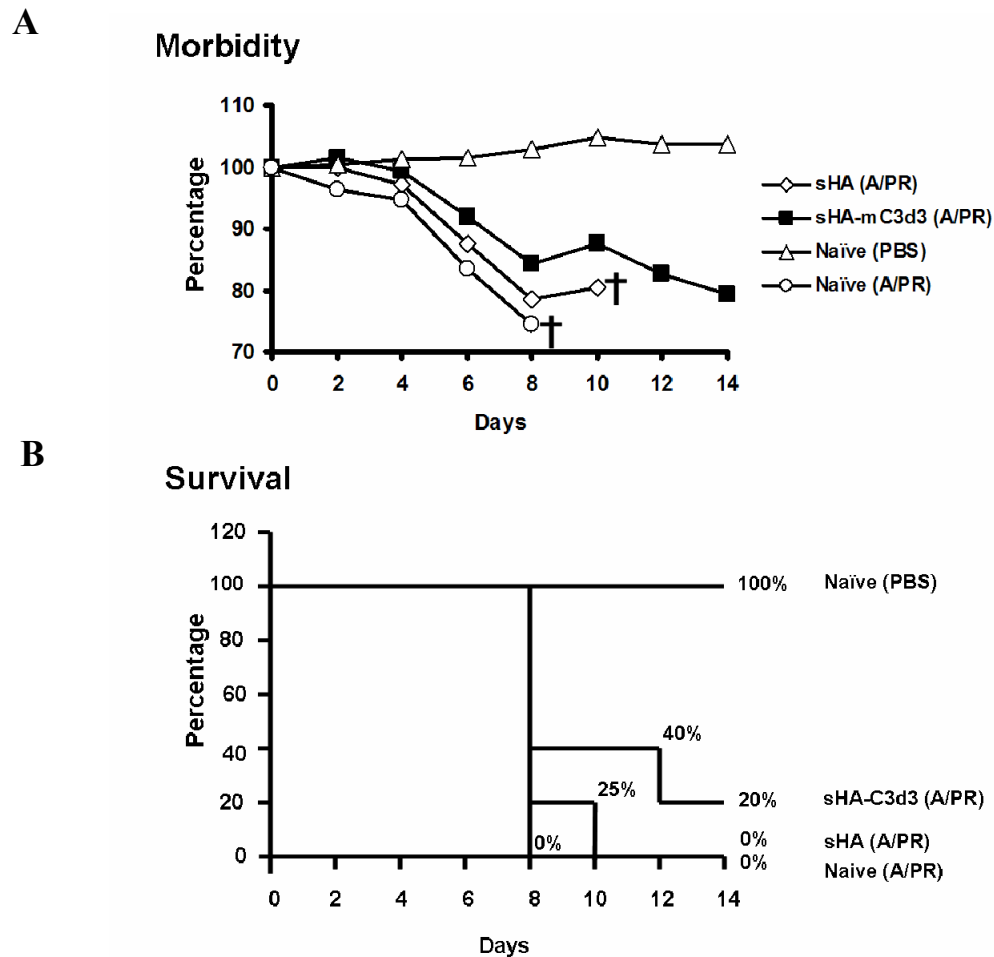 A
Morbidity
110
100
90
80
70
Percentage
0 2 4 6 8 10 12 14
Days
†
†
sHA (A/PR)
sHA-mC3d3 (A/PR)
Naïve (PBS)
Naïve (A/PR)
B
Survival
120
100
80
60
40
20
0
Percentage
0 2 4 6 8 10 12 14
Days
100% Naïve (PBS)
40%
25%
20% sHA-C3d3 (A/PR)
0%
0% sHA (A/PR)
0% Naive (A/PR)